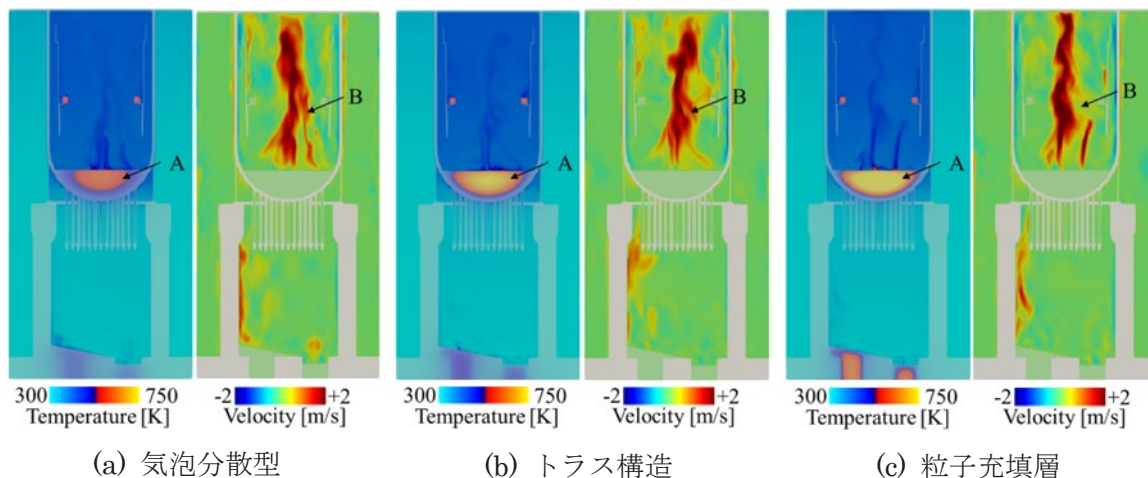 B
A
B
A
B
A
300 750 -2 +2 300 750 -2 +2 300 750 -2 +2
Temperature [K] Velocity [m/s] Temperature [K] Velocity [m/s] Temperature [K] Velocity [m/s]
(a) 気泡分散型 (b) トラス構造 (c) 粒子充填層